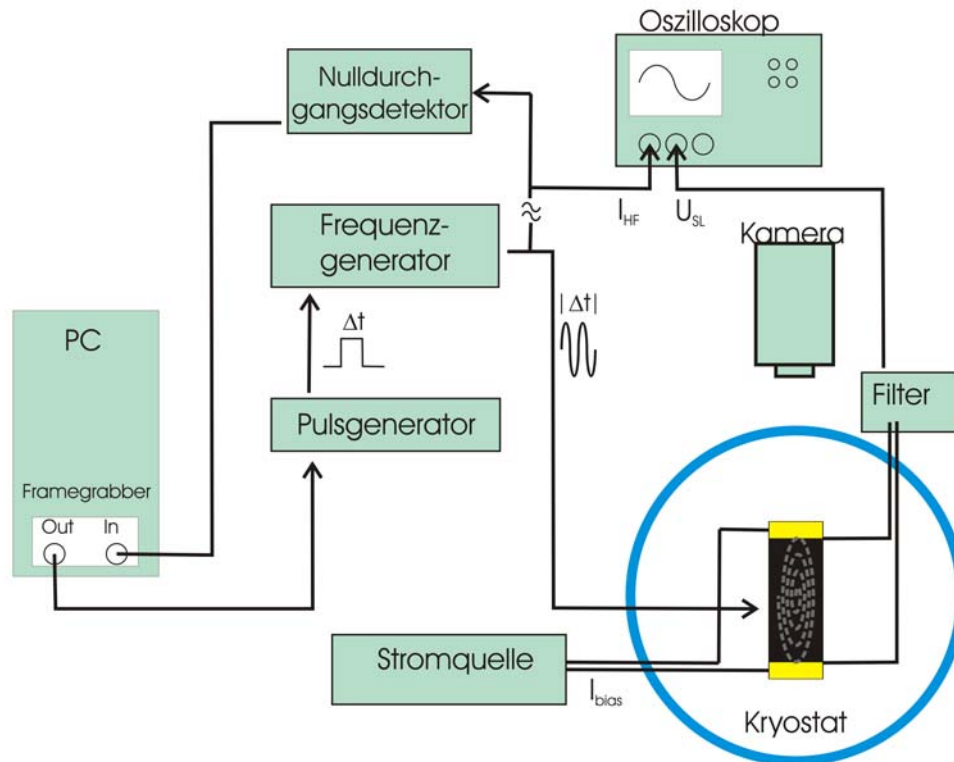 Oszilloskop
Nulldurch-
gangsdetektor
I_HF
U_SL
Kamera
Frequenz-
generator
|Δt|
Δt
PC
Filter
Pulsgenerator
Framegrabber
Out
In
Stromquelle
I_bias
Kryostat